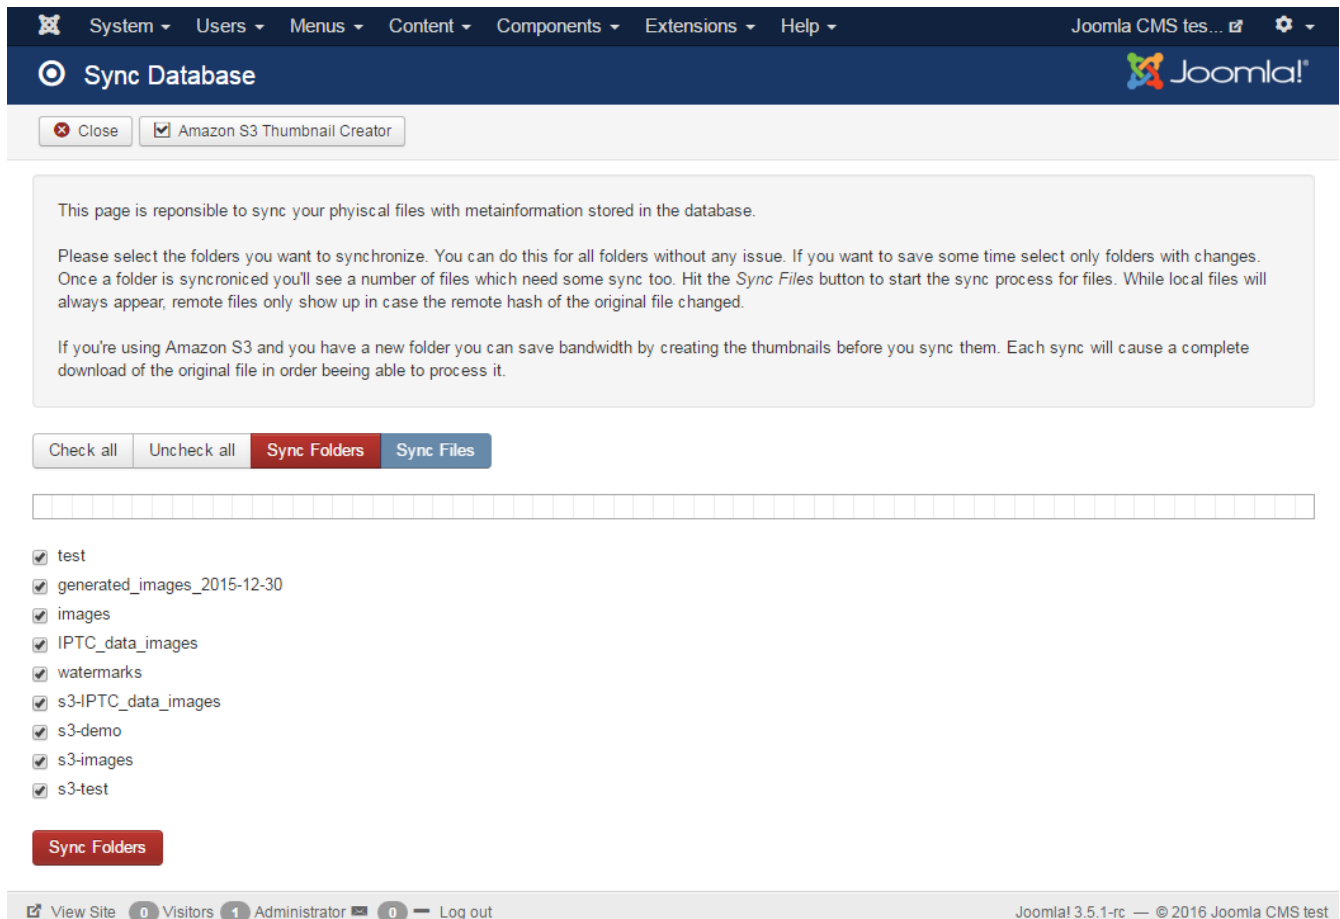 System Users Menus Content Components Extensions Help Joomla CMS tes...
Sync Database Joomla!®
Close Amazon S3 Thumbnail Creator
This page is reponsible to sync your phyiscal files with metainformation stored in the database.
Please select the folders you want to synchronize. You can do this for all folders without any issue. If you want to save some time select only folders with changes.
Once a folder is syncroniced you'll see a number of files which need some sync too. Hit the Sync Files button to start the sync process for files. While local files will
always appear, remote files only show up in case the remote hash of the original file changed.
If you're using Amazon S3 and you have a new folder you can save bandwidth by creating the thumbnails before you sync them. Each sync will cause a complete
download of the original file in order beeing able to process it.
Check all Uncheck all Sync Folders Sync Files
test
generated_images_2015-12-30
images
IPTC_data_images
watermarks
s3-IPTC_data_images
s3-demo
s3-images
s3-test
Sync Folders
View Site 0 Visitors 1 Administrator 0 Log out Joomla! 3.5.1-rc — © 2016 Joomla CMS test